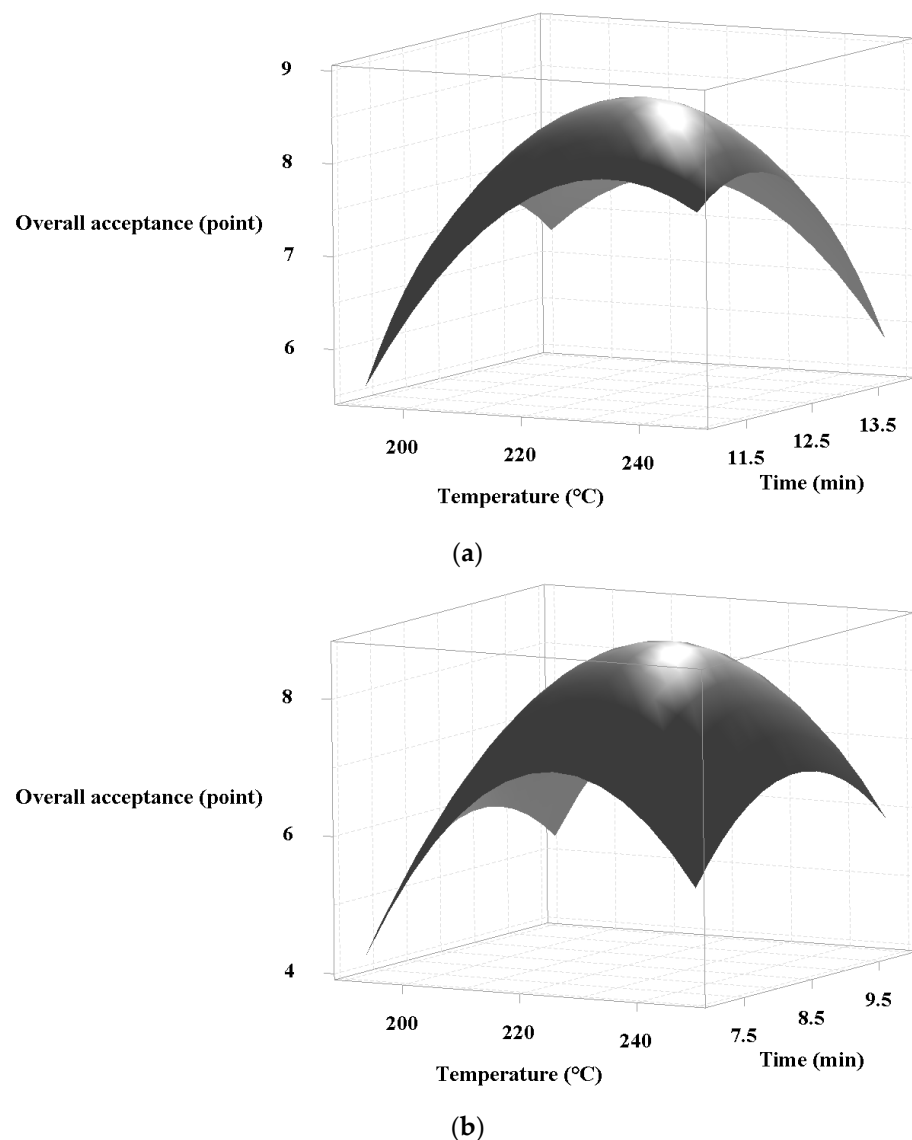 9
8
Overall acceptance (point)
7
6
200
220
240
11.5
12.5
13.5
Temperature (°C)
Time (min)
(a)
8
Overall acceptance (point)
6
4
200
220
240
7.5
8.5
9.5
Temperature (°C)
Time (min)
(b)